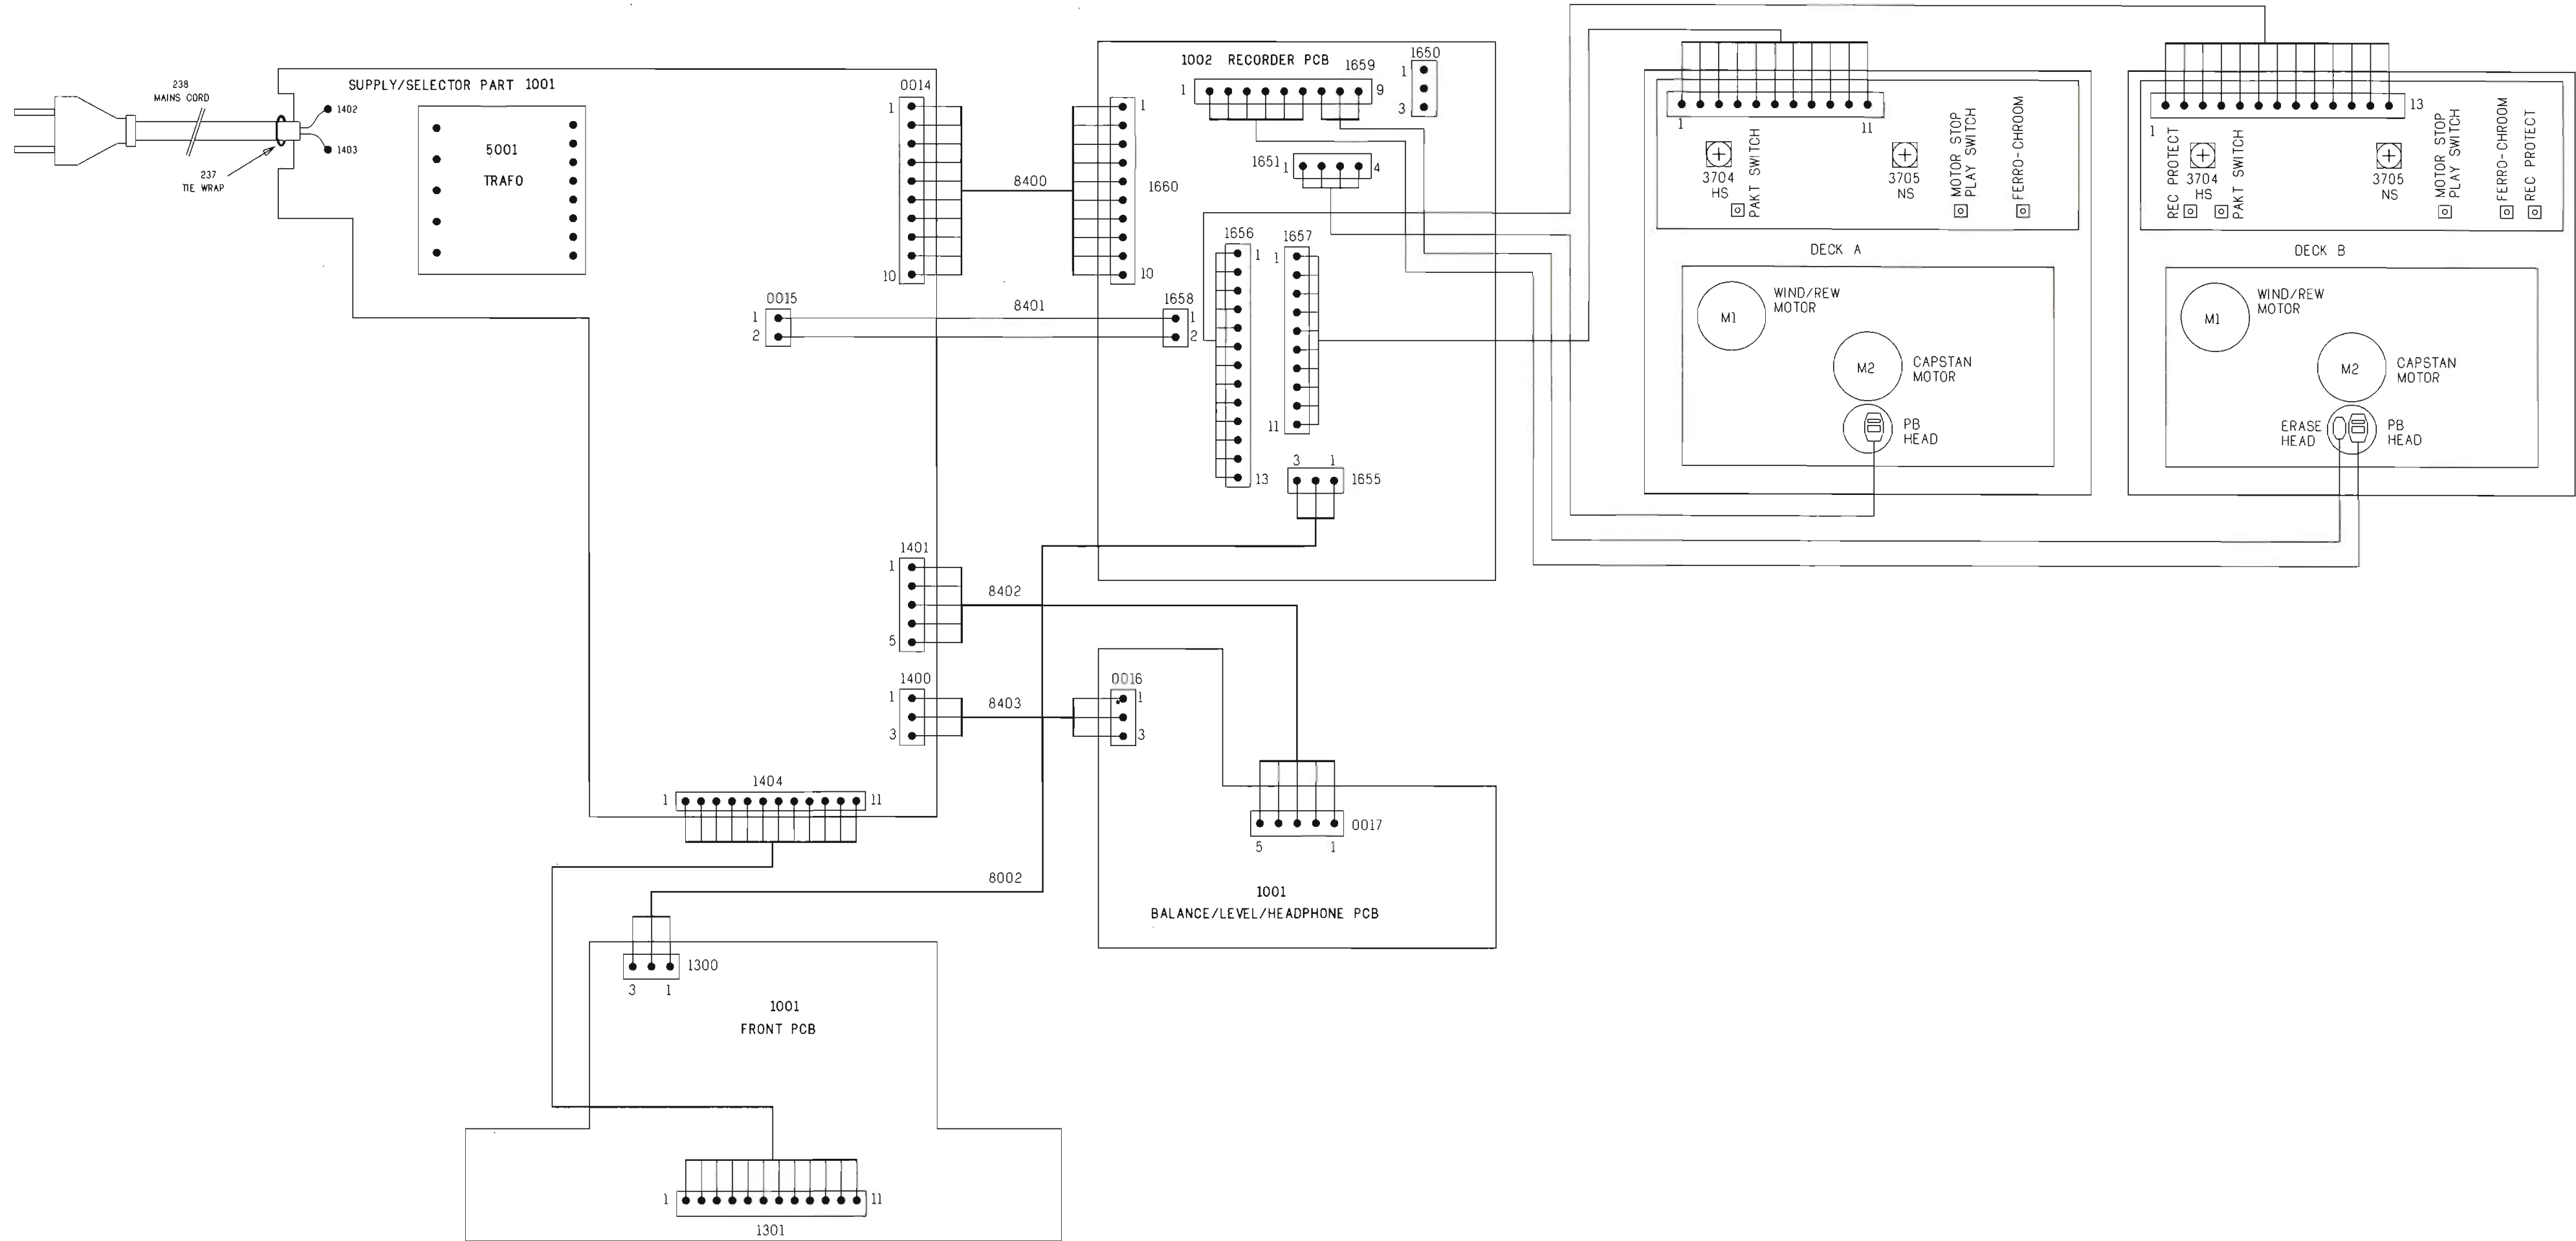 238
MAINS CORD
237
TIE WRAP
1402
1403
SUPPLY/SELECTOR PART 1001
5001
TRAFO
0014
1
10
8400
1
1660
10
0015
1
2
8401
1658
1
2
1002 RECORDER PCB
1659
1
9
1650
1
3
1651
1
4
1656
1
13
1657
1
11
3
1
1655
1401
1
5
8402
1400
1
3
8403
0016
1
3
1404
1
11
8002
0017
5
1
1001
BALANCE/LEVEL/HEADPHONE PCB
1300
3
1
1001
FRONT PCB
1
11
1301
1
11
3704
HS
PAKT SWITCH
3705
NS
MOTOR STOP
PLAY SWITCH
FERRO-CHROOM
DECK A
M1
WIND/REW
MOTOR
M2
CAPSTAN
MOTOR
PB
HEAD
1
13
REC PROTECT
3704
HS
PAKT SWITCH
3705
NS
MOTOR STOP
PLAY SWITCH
FERRO-CHROOM
REC PROTECT
DECK B
M1
WIND/REW
MOTOR
M2
CAPSTAN
MOTOR
ERASE
HEAD
PB
HEAD